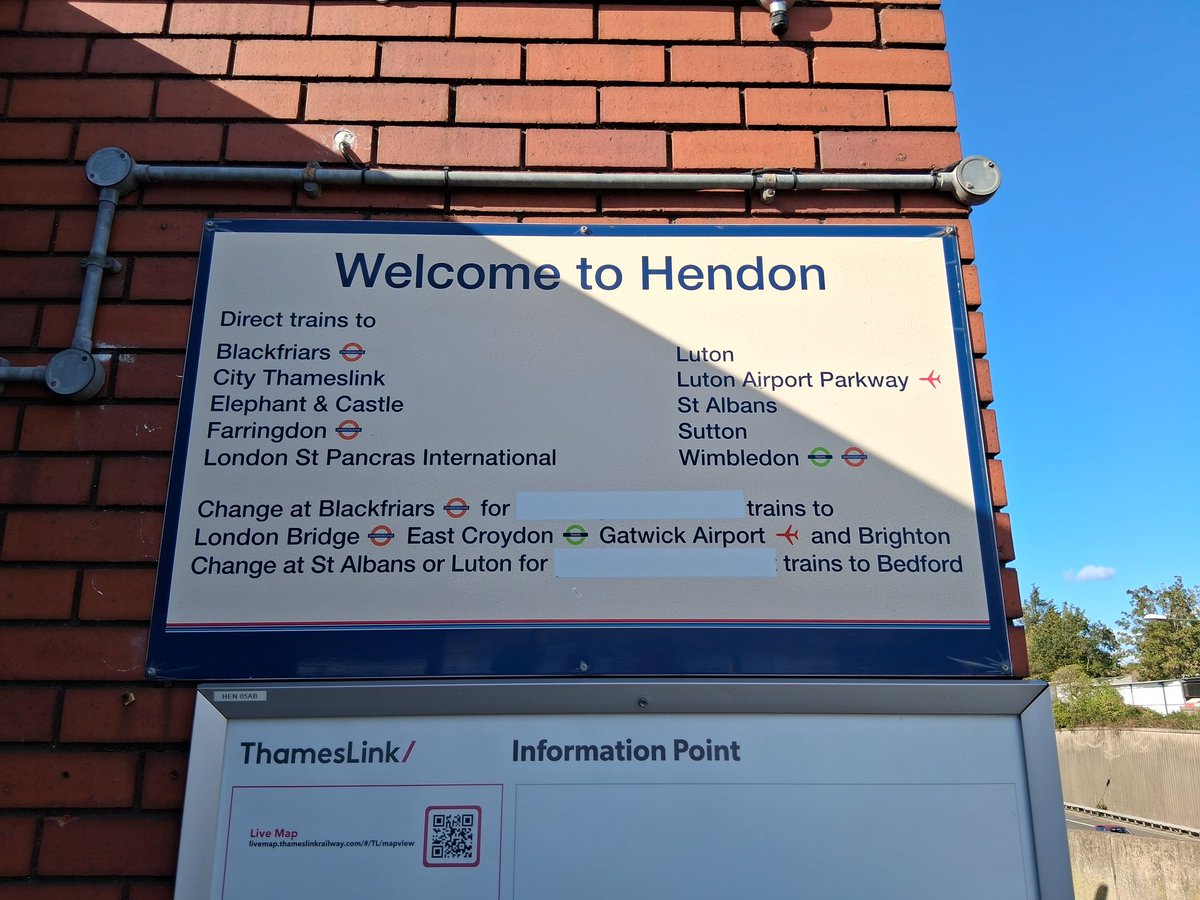 Welcome to Hendon
Direct trains to
Blackfriars
City Thameslink
Elephant & Castle
Farringdon
London St Pancras International
Luton
Luton Airport Parkway
St Albans
Sutton
Wimbledon
Change at Blackfriars for trains to
London Bridge East Croydon Gatwick Airport and Brighton
Change at St Albans or Luton for trains to Bedford
HEN 05AB
ThamesLink/
Information Point
Live Map
livemap.thameslinkrailway.com/#/TL/mapview